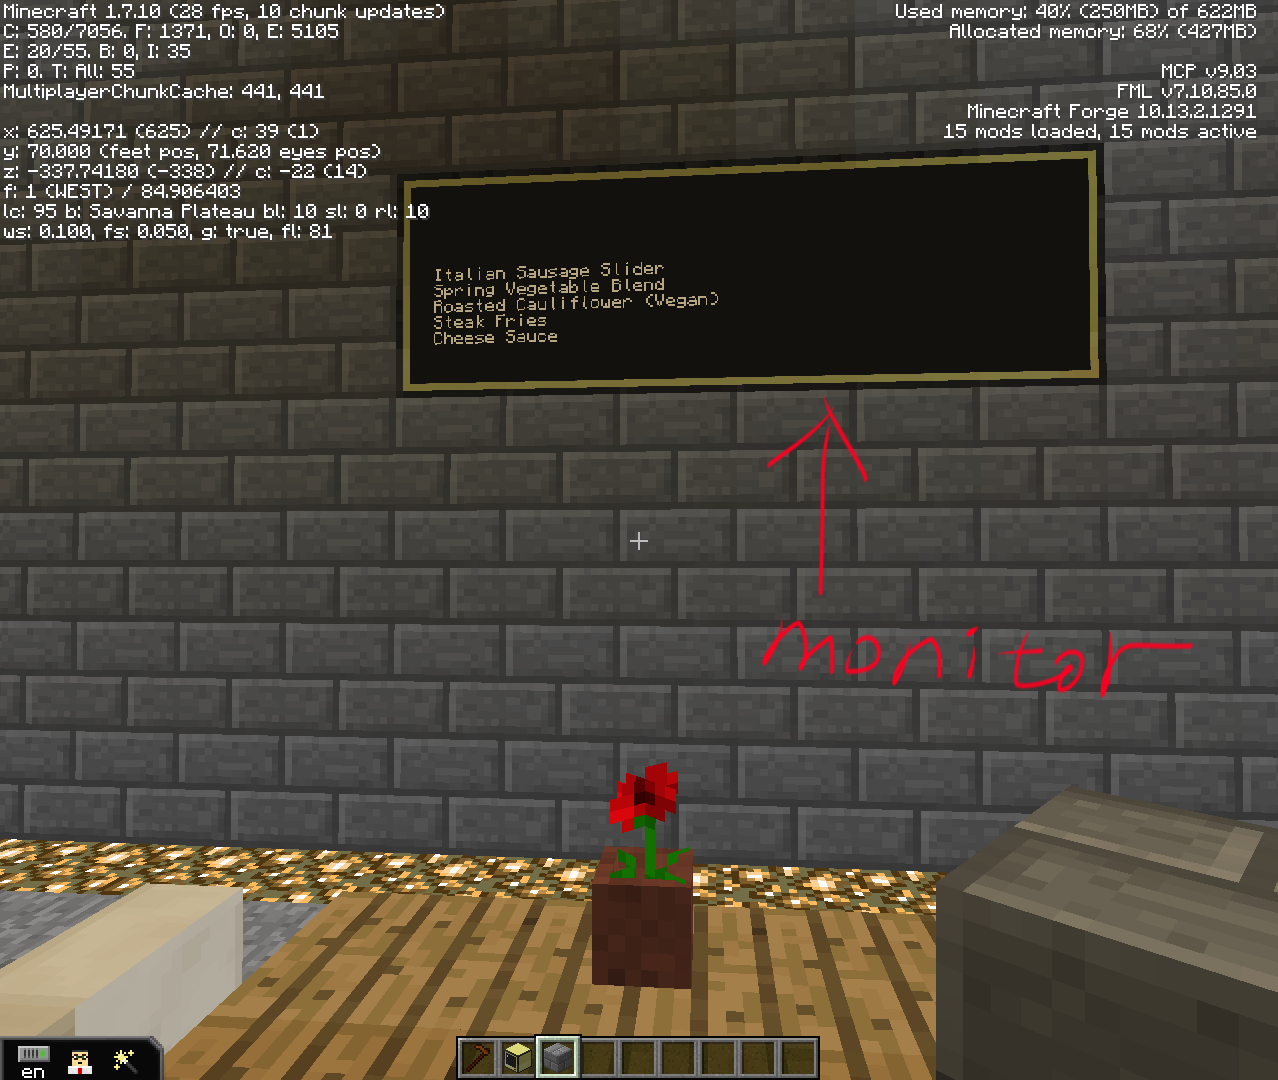 Minecraft 1.7.10 (28 fps, 10 chunk updates)
C: 580/7056. F: 1371, O: 0, E: 5105
E: 20/55. B: 0, I: 35
P: 0. T: All: 55
MultiplayerChunkCache: 441, 441
x: 625.49171 (625) // c: 39 (1)
y: 70.000 (feet pos, 71.620 eyes pos)
z: -337.74180 (-338) // c: -22 (14)
f: 1 (WEST) / 84.906403
lc: 95 b: Savanna Plateau bl: 10 sl: 0 rl: 10
ws: 0.100, fs: 0.050, g: true, fl: 81
Used memory: 40% (250MB) of 622MB
Allocated memory: 68% (427MB)
MCP v9.03
FML v7.10.85.0
Minecraft Forge 10.13.2.1291
15 mods loaded, 15 mods active
Italian Sausage Slider
Spring Vegetable Blend
Roasted Cauliflower (Vegan)
Steak Fries
Cheese Sauce
monitor
en